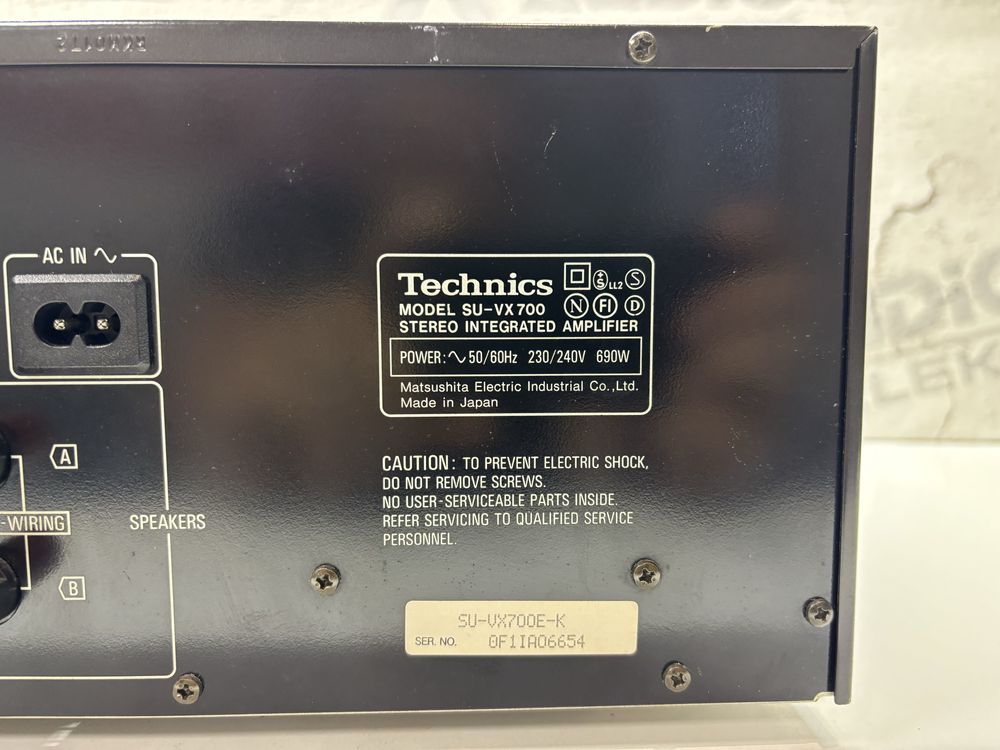 AC IN
Technics
LL2 S
MODEL SU-VX700 N FI D
STEREO INTEGRATED AMPLIFIER
POWER: 50/60Hz 230/240V 690W
Matsushita Electric Industrial Co.,Ltd.
Made in Japan
A
-WIRING
SPEAKERS
B
CAUTION: TO PREVENT ELECTRIC SHOCK,
DO NOT REMOVE SCREWS.
NO USER-SERVICEABLE PARTS INSIDE.
REFER SERVICING TO QUALIFIED SERVICE
PERSONNEL.
SU-VX700E-K
SER. NO. 0F1IA06654